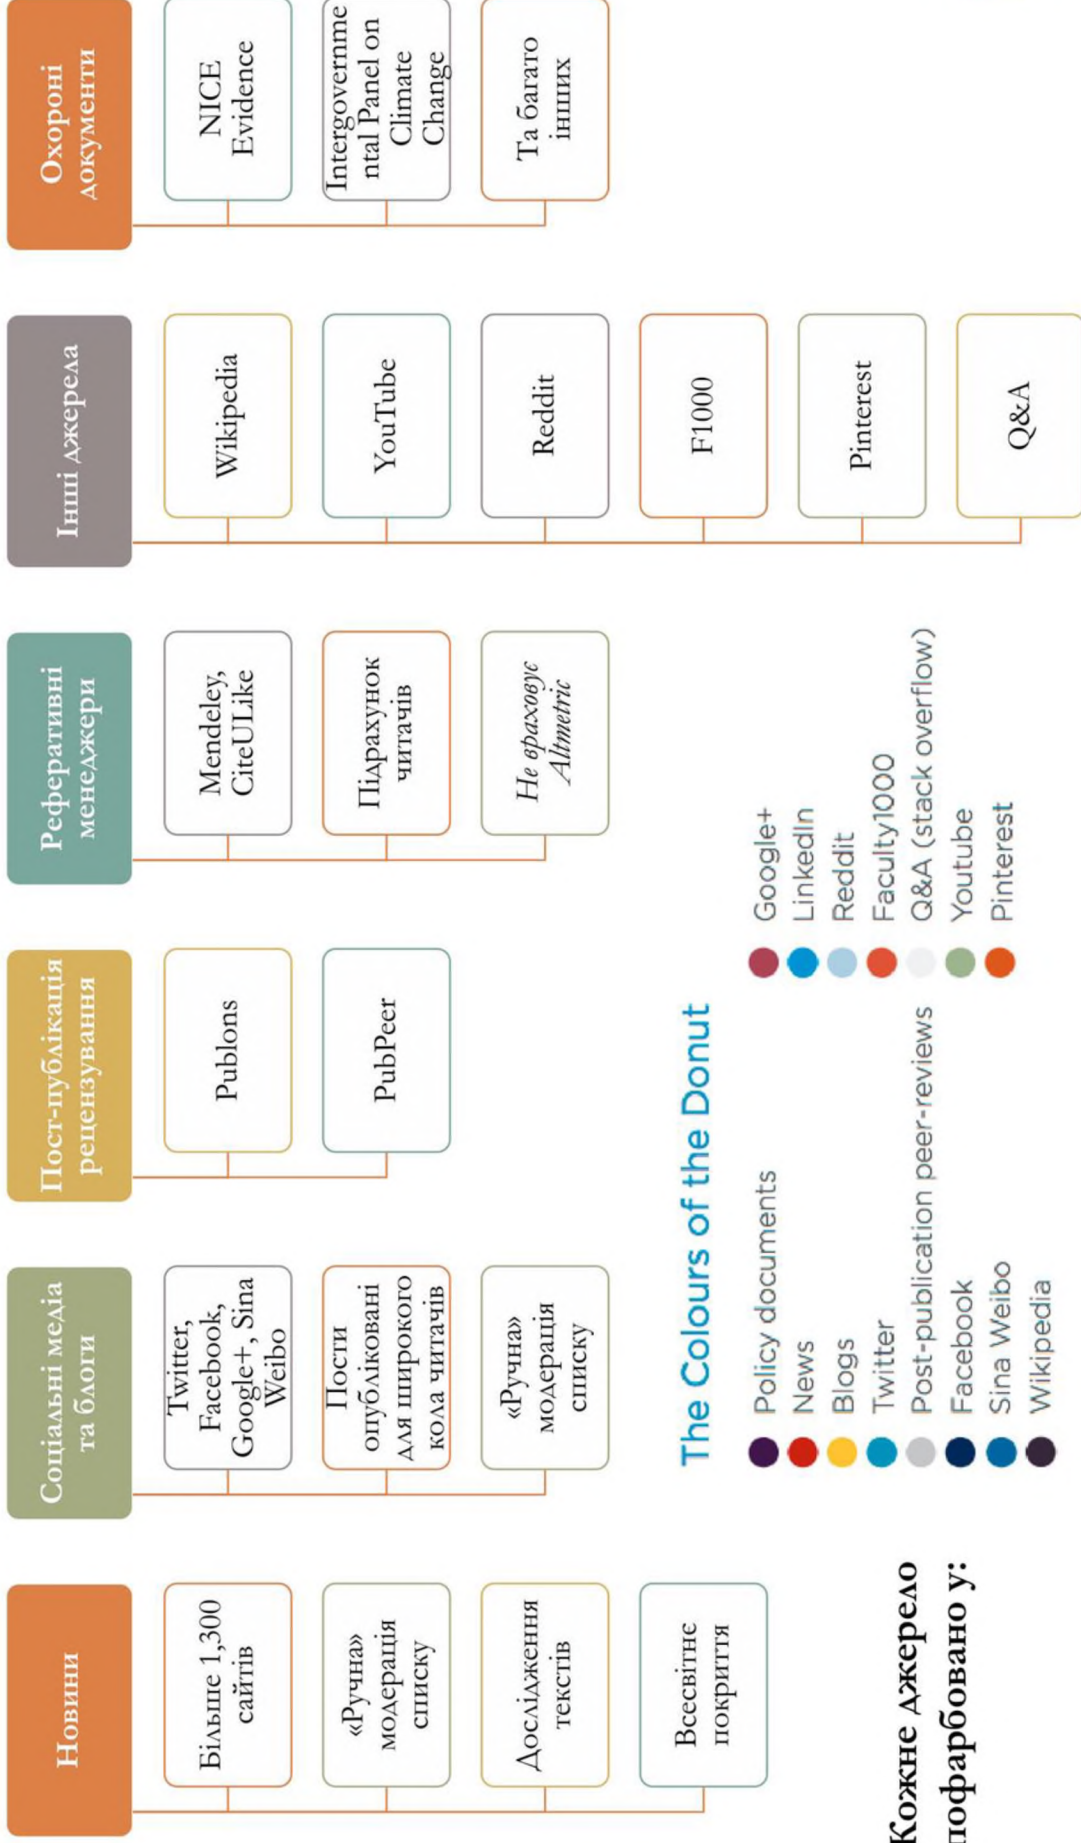 Новини
Більше 1,300
сайтів
«Ручна»
модерація
списку
Дослідження
текстів
Всесвітнє
покриття
Соціальні медіа
та блоги
Twitter,
Facebook,
Google+, Sina
Weibo
Пости
опубліковані
для широкого
кола читачів
«Ручна»
модерація
списку
Пост-публікація
рецензування
Publons
PubPeer
Реферативні
менеджери
Mendeley,
CiteULike
Підрахунок
читачів
Не враховує
Altmetric
Інші джерела
Wikipedia
YouTube
Reddit
F1000
Pinterest
Q&A
Охороні
документи
NICE
Evidence
Intergovernme
ntal Panel on
Climate
Change
Та багато
інших
Кожне джерело
пофарбовано у:
The Colours of the Donut
Policy documents
News
Blogs
Twitter
Post-publication peer-reviews
Facebook
Sina Weibo
Wikipedia
Google+
LinkedIn
Reddit
Faculty1000
Q&A (stack overflow)
Youtube
Pinterest